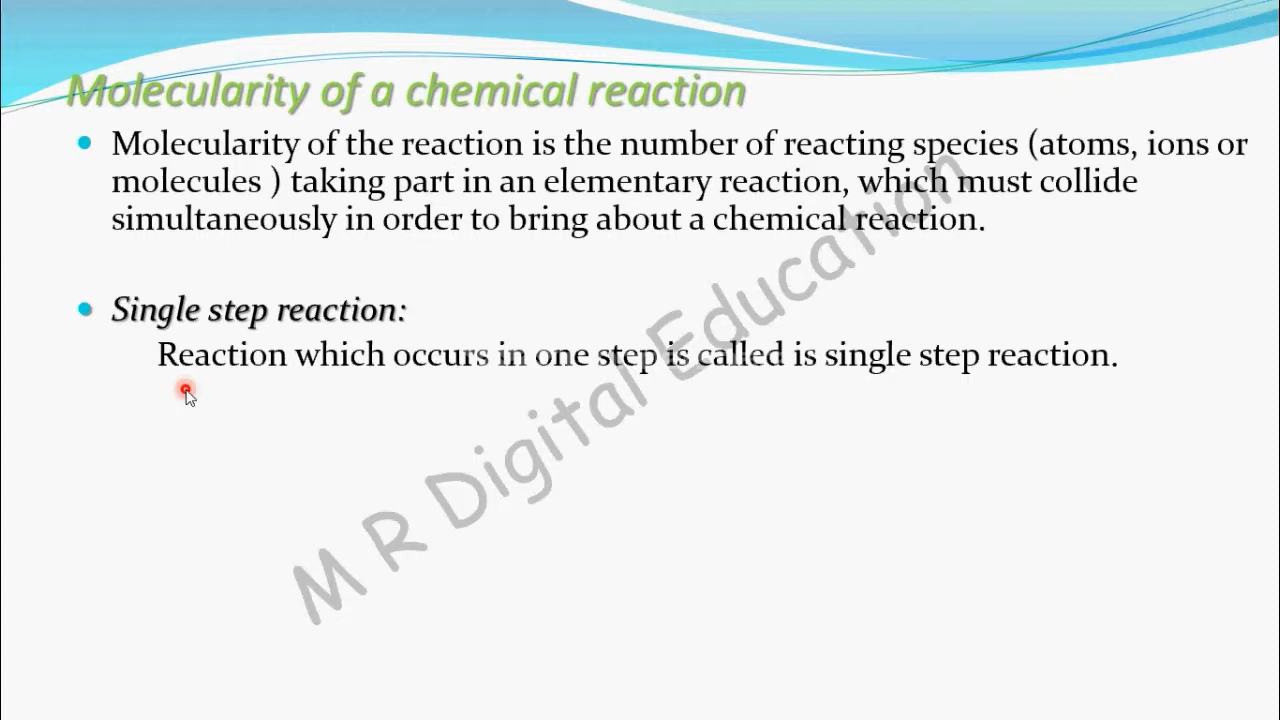 Molecularity of a chemical reaction
Molecularity of the reaction is the number of reacting species (atoms, ions or
molecules ) taking part in an elementary reaction, which must collide
simultaneously in order to bring about a chemical reaction.
Single step reaction:
Reaction which occurs in one step is called is single step reaction.
M R Digital Education